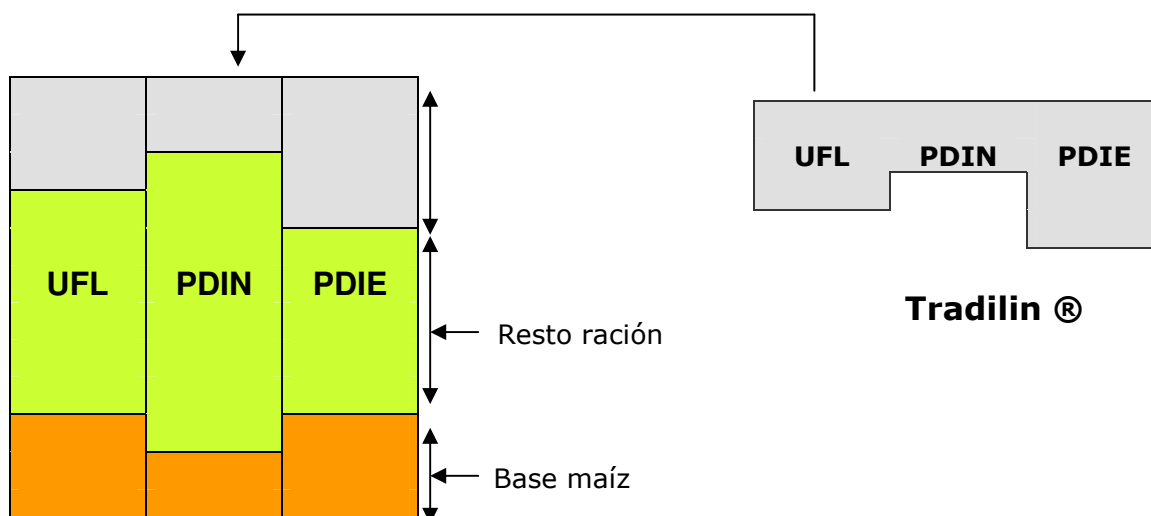 UFL PDIN PDIE
UFL PDIN PDIE
Tradilin ®
Resto ración
Base maíz